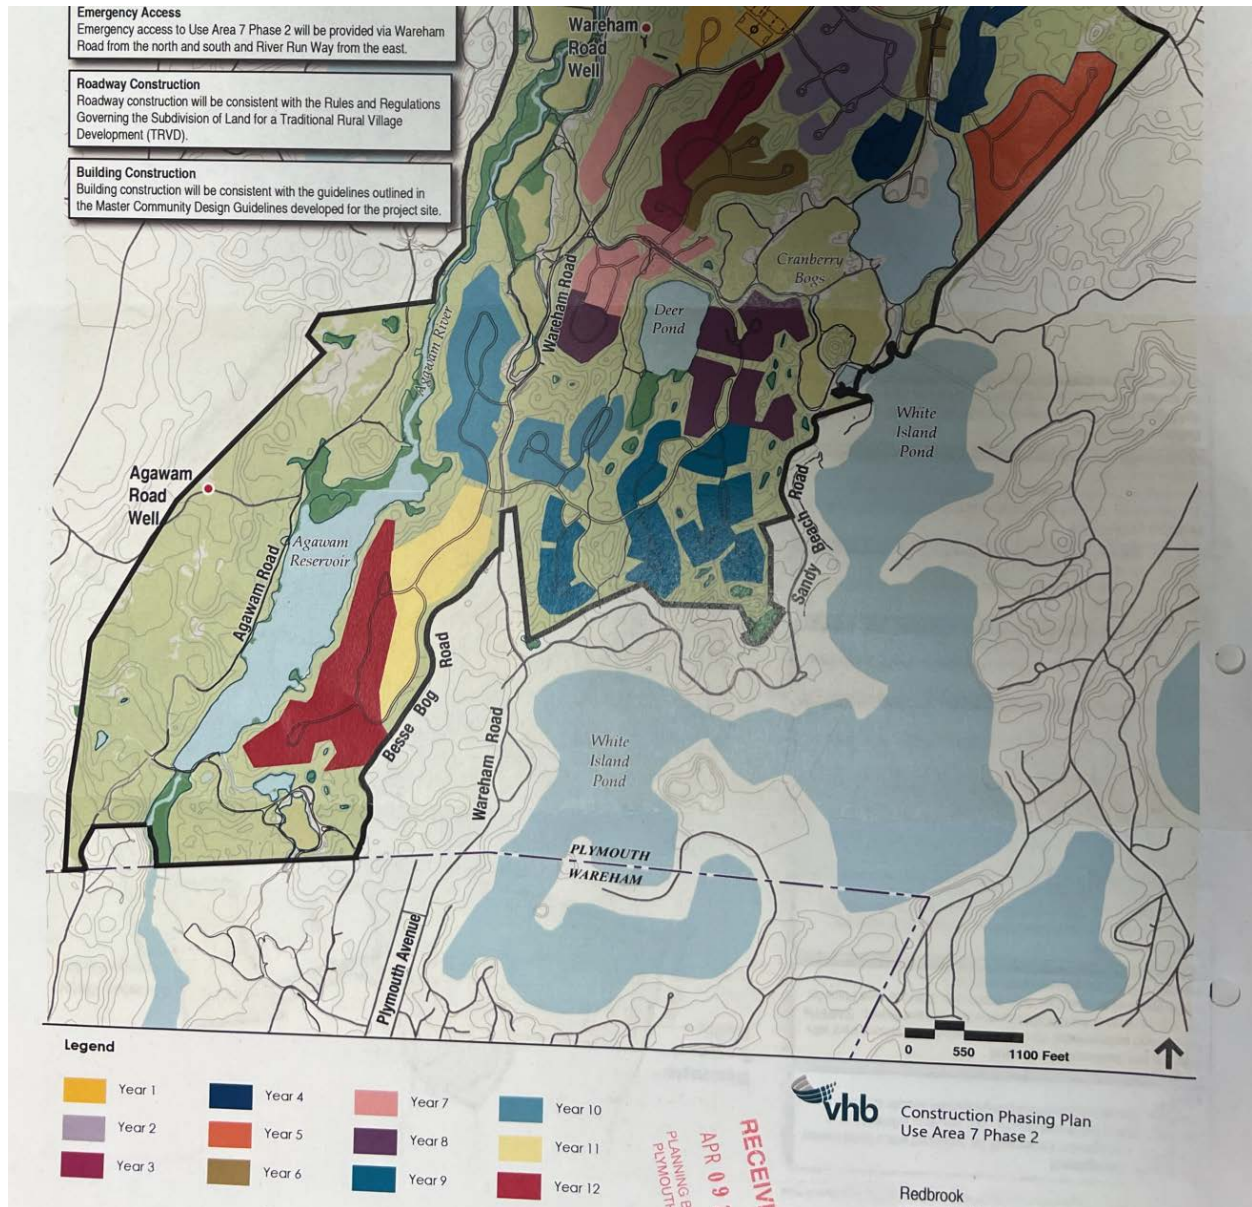 Emergency Access
Emergency access to Use Area 7 Phase 2 will be provided via Wareham
Road from the north and south and River Run Way from the east.
Roadway Construction
Roadway construction will be consistent with the Rules and Regulations
Governing the Subdivision of Land for a Traditional Rural Village
Development (TRVD).
Building Construction
Building construction will be consistent with the guidelines outlined in
the Master Community Design Guidelines developed for the project site.
Wareham
Road
Well
Cranberry
Bogs
Wareham Road
Deer
Pond
Agawam River
White
Island
Pond
Agawam
Road
Well
Sandy Beach Road
Agawam Road
Agawam
Reservoir
Besse Bog Road
Wareham Road
White
Island
Pond
PLYMOUTH
WAREHAM
Plymouth Avenue
0 550 1100 Feet
Legend
Year 1
Year 2
Year 3
Year 4
Year 5
Year 6
Year 7
Year 8
Year 9
Year 10
Year 11
Year 12
RECEIV
APR 09
PLANNING
PLYMOUTH
vhb
Construction Phasing Plan
Use Area 7 Phase 2
Redbrook